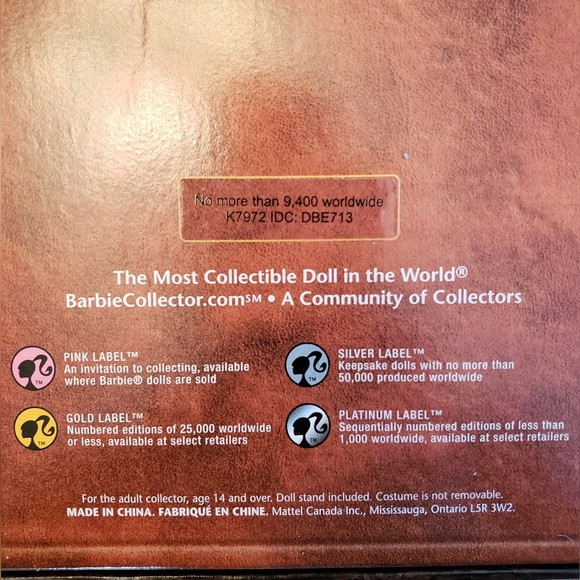 No more than 9,400 worldwide
K7972 IDC: DBE713
The Most Collectible Doll in the World®
BarbieCollector.com℠ • A Community of Collectors
PINK LABEL™
An invitation to collecting, available
where Barbie® dolls are sold
TM
SILVER LABEL™
Keepsake dolls with no more than
50,000 produced worldwide
TM
GOLD LABEL™
Numbered editions of 25,000 worldwide
or less, available at select retailers
TM
PLATINUM LABEL™
Sequentially numbered editions of less than
1,000 worldwide, available at select retailers
TM
For the adult collector, age 14 and over. Doll stand included. Costume is not removable.
MADE IN CHINA. FABRIQUÉ EN CHINE. Mattel Canada Inc., Mississauga, Ontario L5R 3W2.